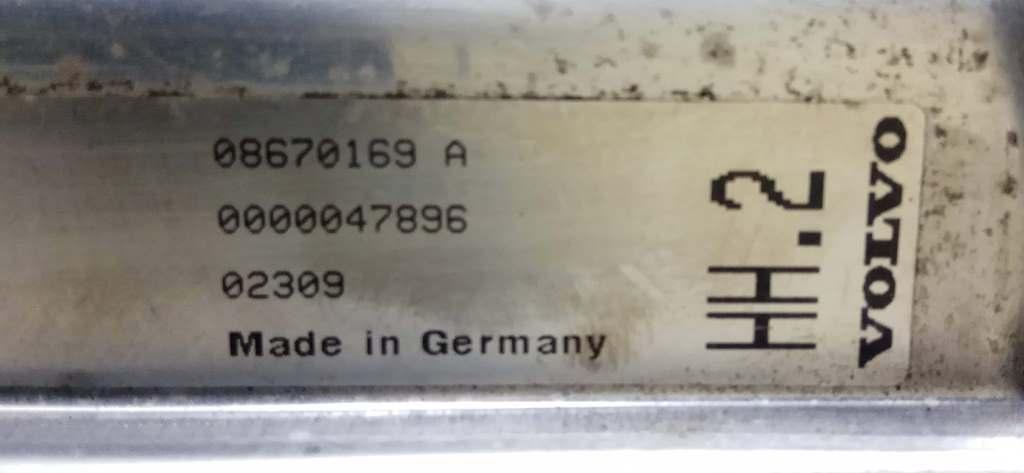 08670169 A
0000047896
02309
Made in Germany
HH.2
VOLVO